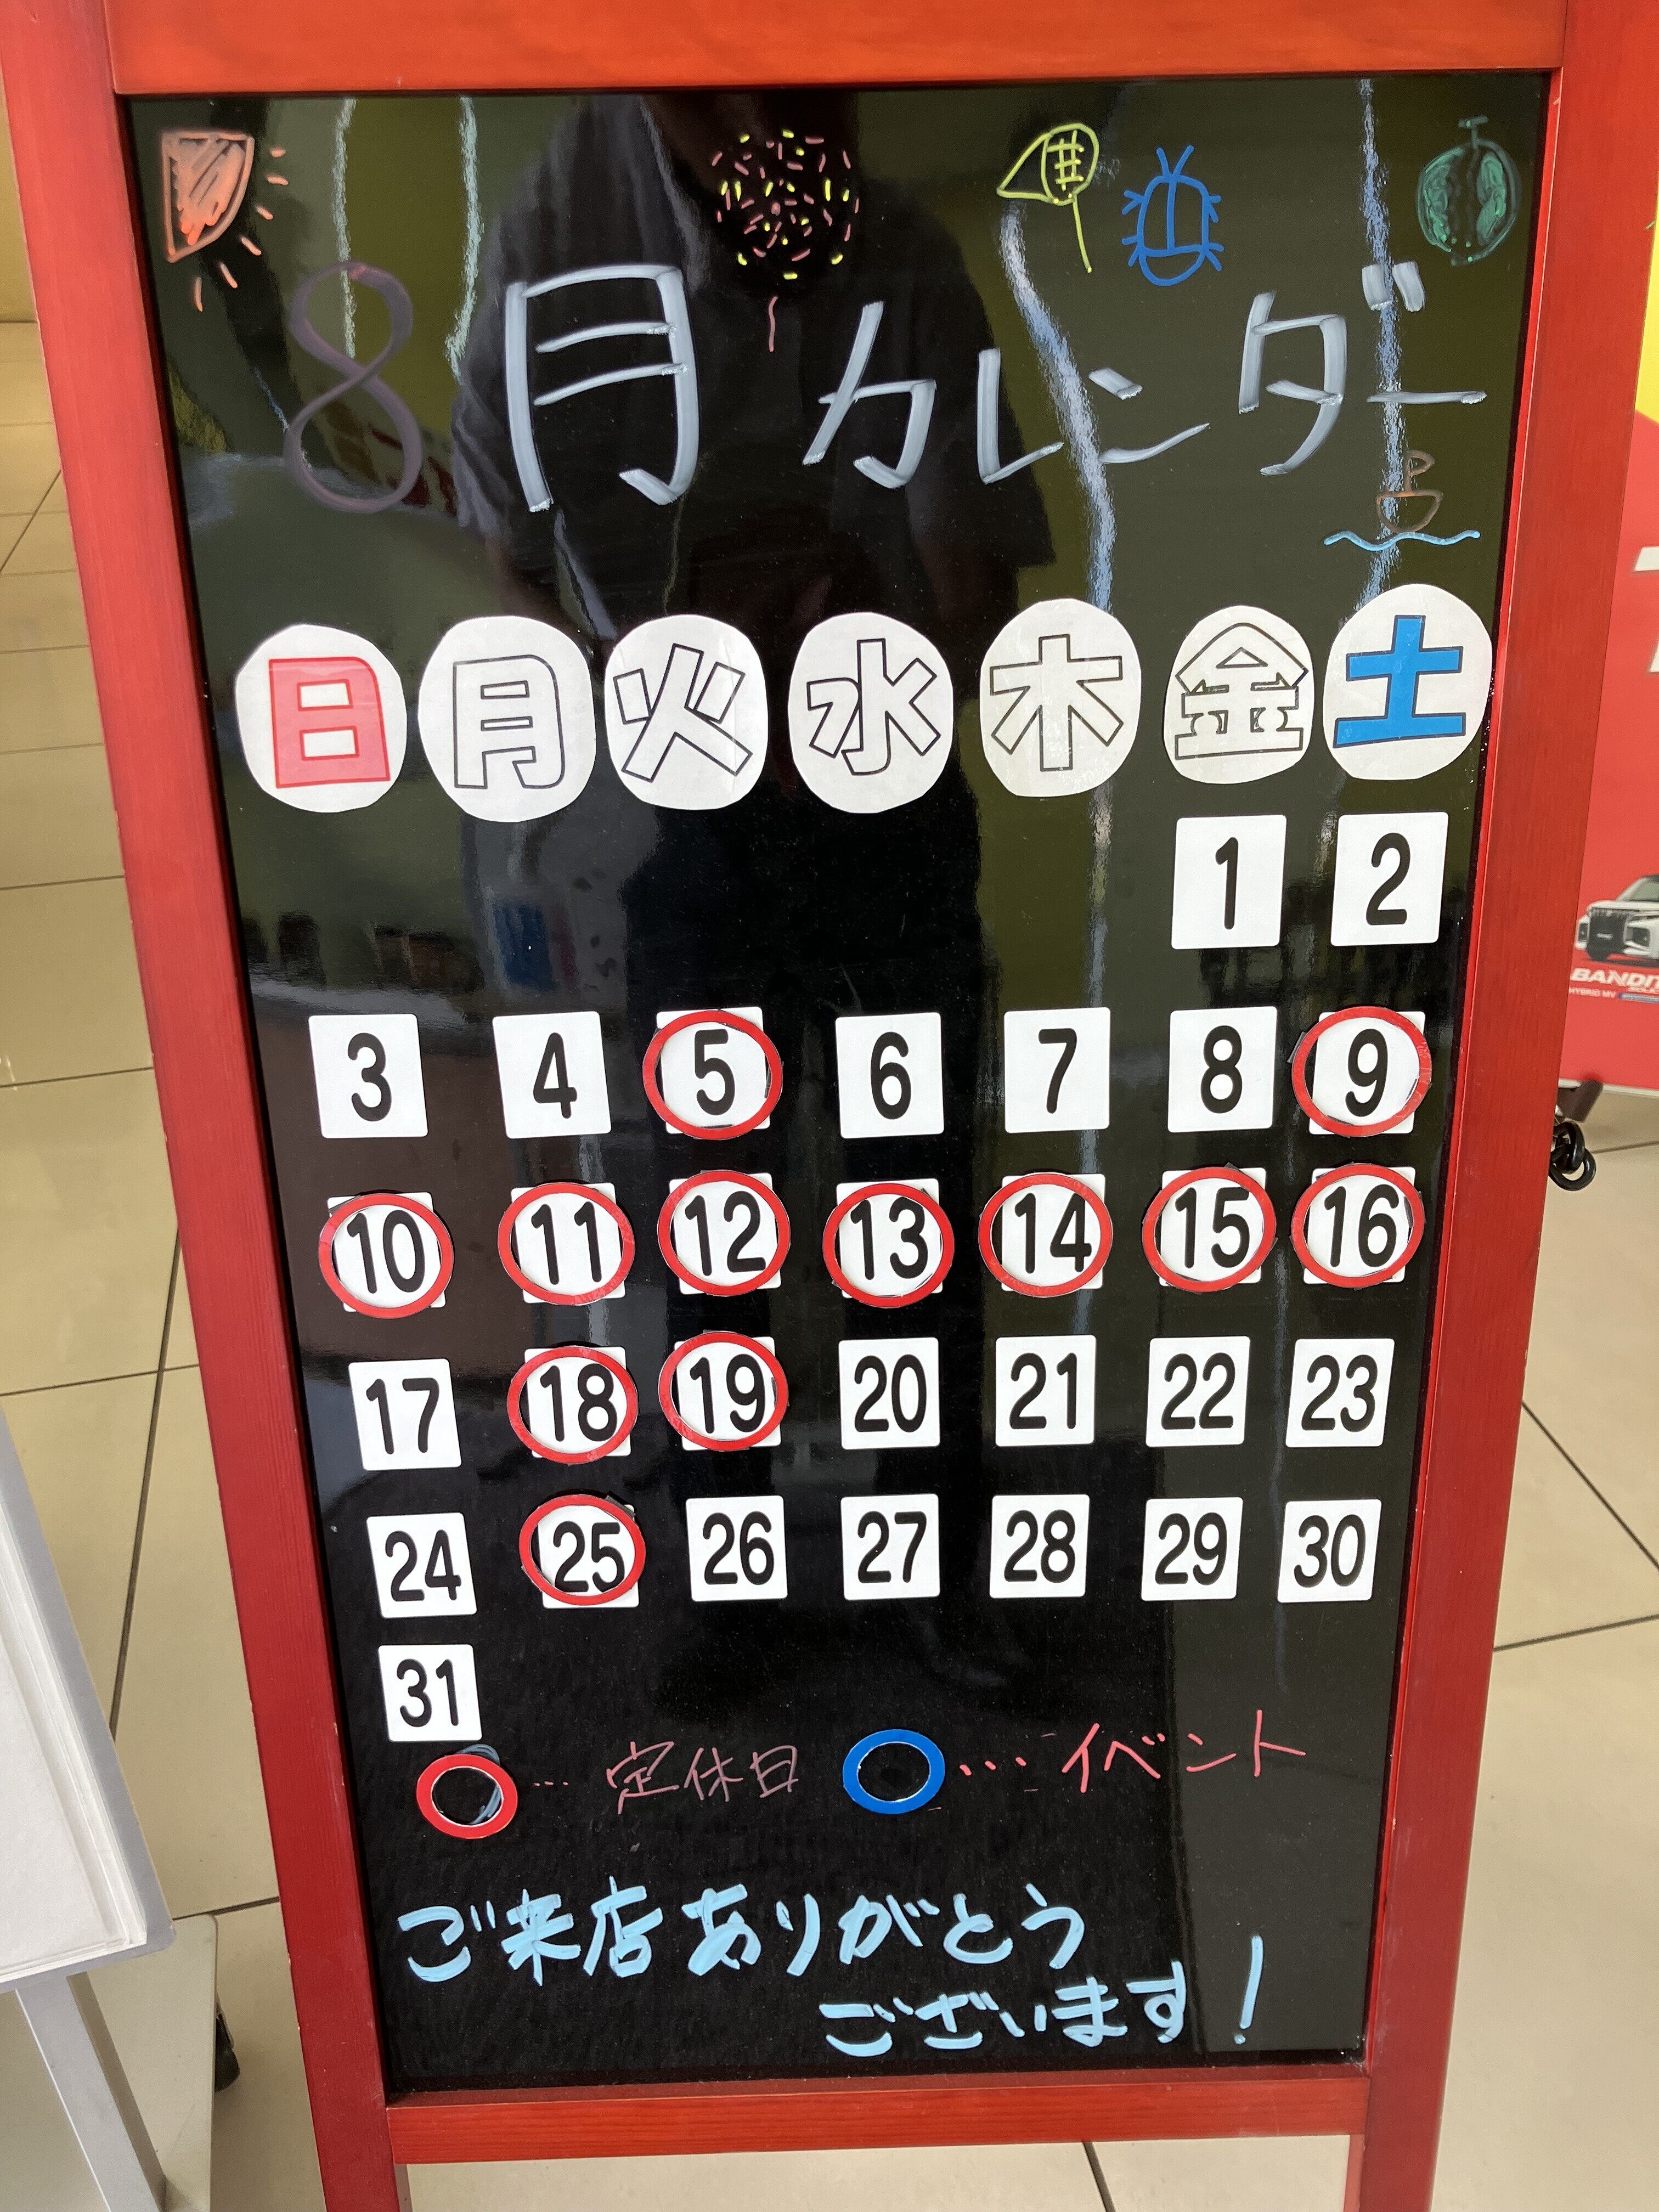 8月カレンダー
日 月 火 水 木 金 土
1 2
3 4 5 6 7 8 9
10 11 12 13 14 15 16
17 18 19 20 21 22 23
24 25 26 27 28 29 30
31
… 定休日 …… イベント
ご来店ありがとう
ございます!
BANDIT
HYBRID MV